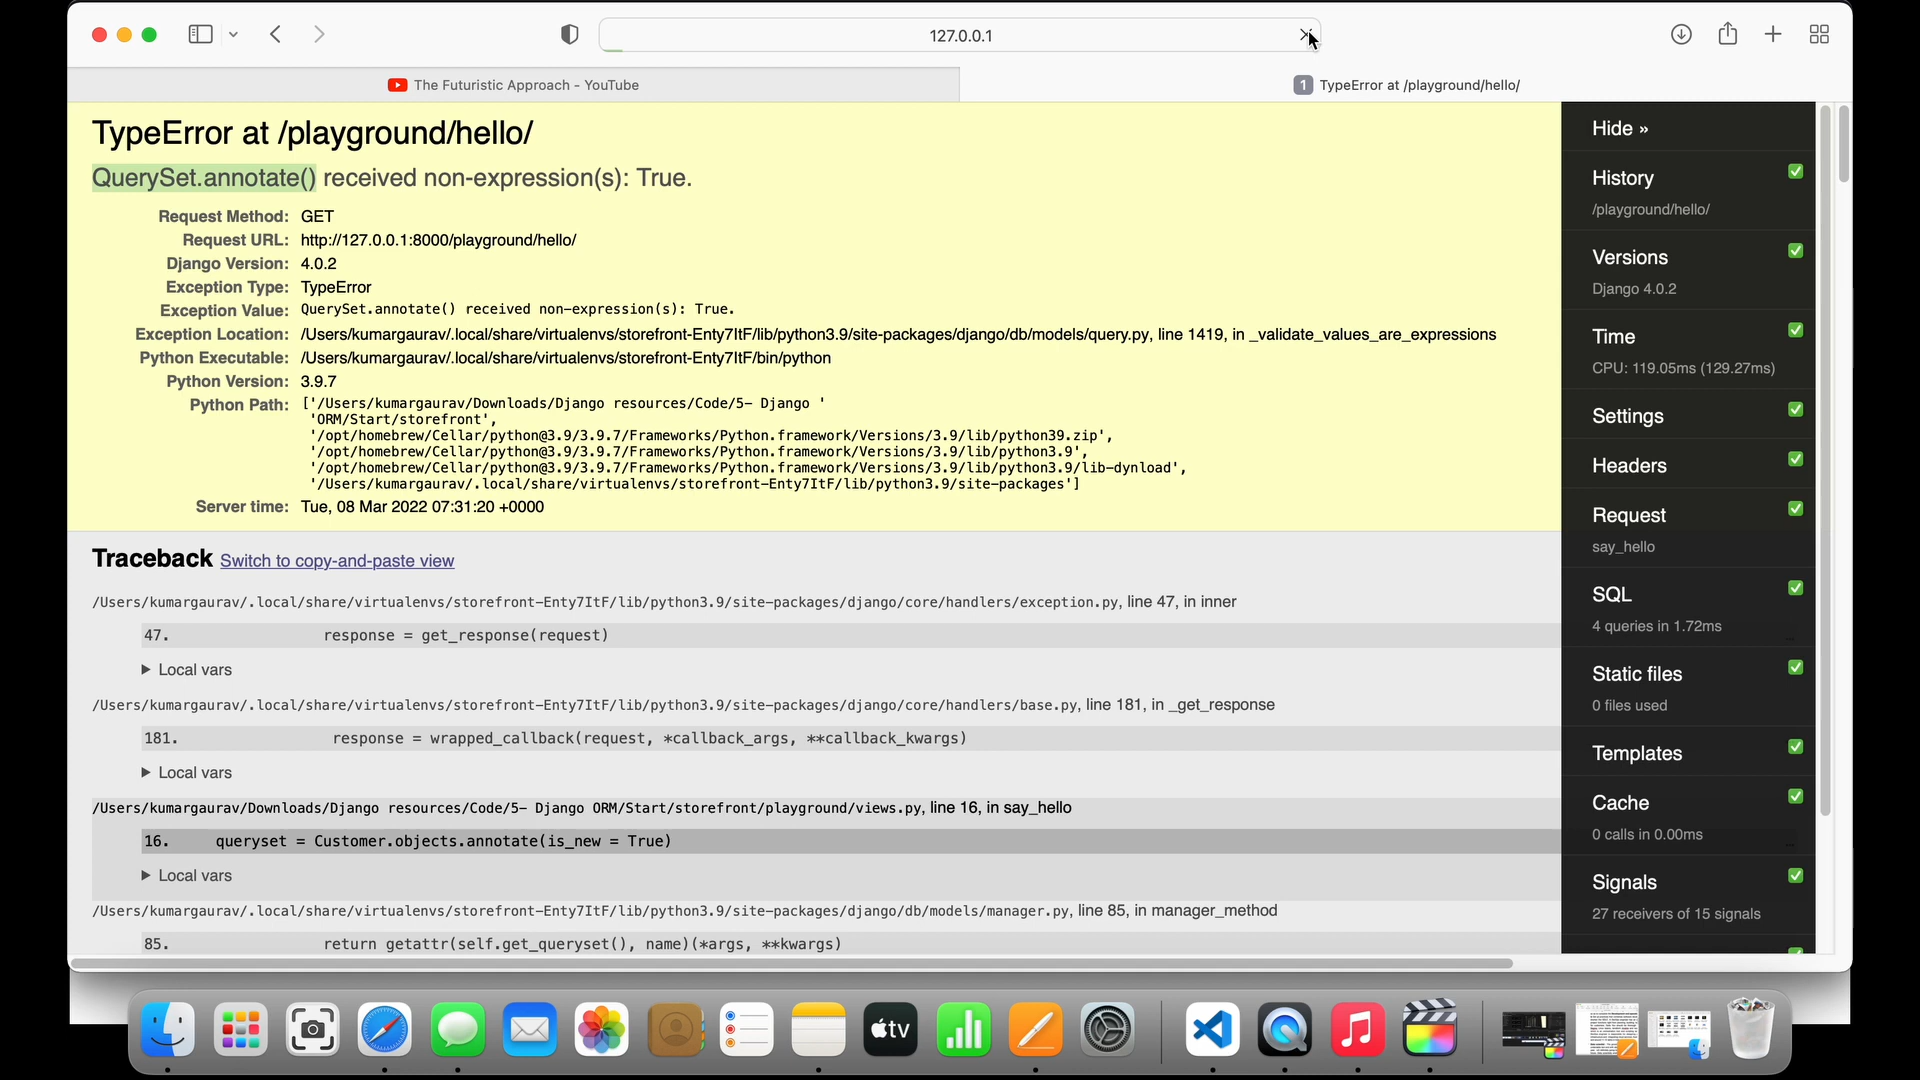 127.0.0.1
The Futuristic Approach - YouTube
1 TypeError at /playground/hello/
TypeError at /playground/hello/
QuerySet.annotate() received non-expression(s): True.
Request Method: GET
Request URL: http://127.0.0.1:8000/playground/hello/
Django Version: 4.0.2
Exception Type: TypeError
Exception Value: QuerySet.annotate() received non-expression(s): True.
Exception Location: /Users/kumargaurav/.local/share/virtualenvs/storefront-Enty7ItF/lib/python3.9/site-packages/django/db/models/query.py, line 1419, in _validate_values_are_expressions
Python Executable: /Users/kumargaurav/.local/share/virtualenvs/storefront-Enty7ItF/bin/python
Python Version: 3.9.7
Python Path: ['/Users/kumargaurav/Downloads/Django resources/Code/5- Django '
'ORM/Start/storefront',
'/opt/homebrew/Cellar/python@3.9/3.9.7/Frameworks/Python.framework/Versions/3.9/lib/python39.zip',
'/opt/homebrew/Cellar/python@3.9/3.9.7/Frameworks/Python.framework/Versions/3.9/lib/python3.9',
'/opt/homebrew/Cellar/python@3.9/3.9.7/Frameworks/Python.framework/Versions/3.9/lib/python3.9/lib-dynload',
'/Users/kumargaurav/.local/share/virtualenvs/storefront-Enty7ItF/lib/python3.9/site-packages']
Server time: Tue, 08 Mar 2022 07:31:20 +0000
Traceback Switch to copy-and-paste view
/Users/kumargaurav/.local/share/virtualenvs/storefront-Enty7ItF/lib/python3.9/site-packages/django/core/handlers/exception.py, line 47, in inner
47. response = get_response(request)
▶ Local vars
/Users/kumargaurav/.local/share/virtualenvs/storefront-Enty7ItF/lib/python3.9/site-packages/django/core/handlers/base.py, line 181, in _get_response
181. response = wrapped_callback(request, *callback_args, **callback_kwargs)
▶ Local vars
/Users/kumargaurav/Downloads/Django resources/Code/5- Django ORM/Start/storefront/playground/views.py, line 16, in say_hello
16. queryset = Customer.objects.annotate(is_new = True)
▶ Local vars
/Users/kumargaurav/.local/share/virtualenvs/storefront-Enty7ItF/lib/python3.9/site-packages/django/db/models/manager.py, line 85, in manager_method
85. return getattr(self.get_queryset(), name)(*args, **kwargs)
Hide »
History
/playground/hello/
Versions
Django 4.0.2
Time
CPU: 119.05ms (129.27ms)
Settings
Headers
Request
say_hello
SQL
4 queries in 1.72ms
Static files
0 files used
Templates
Cache
0 calls in 0.00ms
Signals
27 receivers of 15 signals
tv